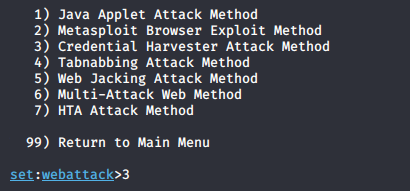 1) Java Applet Attack Method
2) Metasploit Browser Exploit Method
3) Credential Harvester Attack Method
4) Tabnabbing Attack Method
5) Web Jacking Attack Method
6) Multi-Attack Web Method
7) HTA Attack Method
99) Return to Main Menu
set:webattack>3